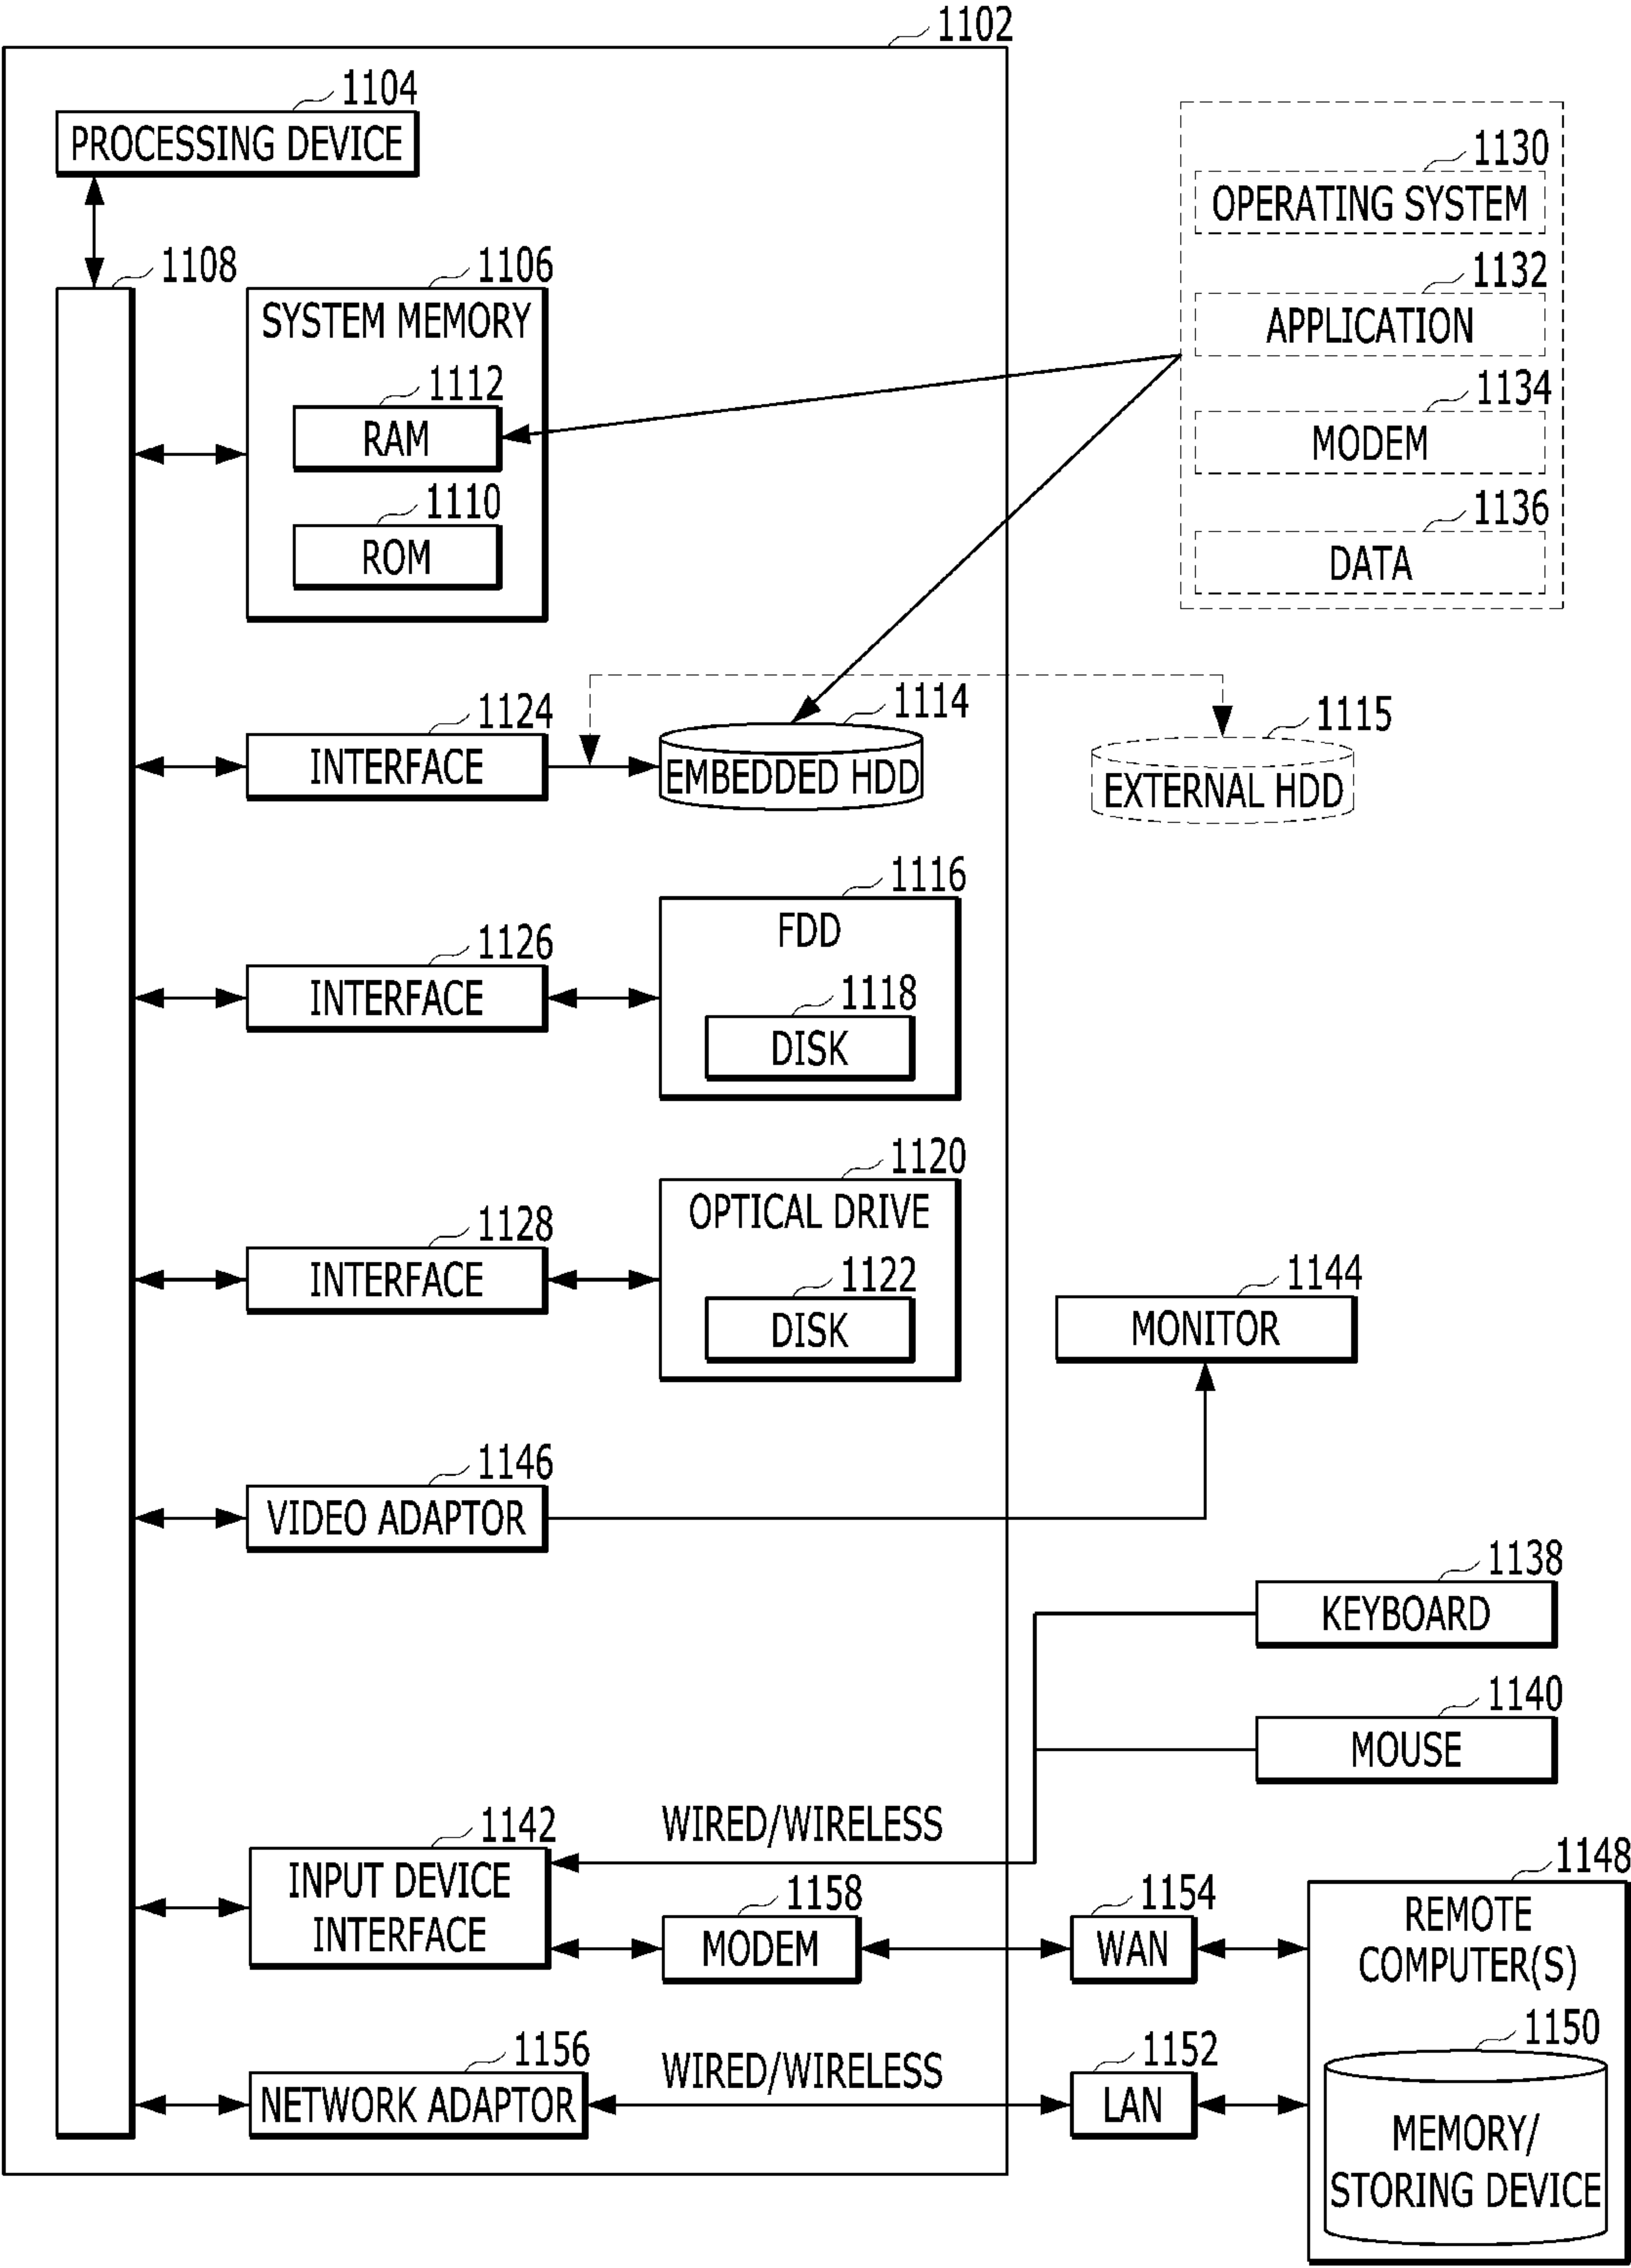 1102
1104
PROCESSING DEVICE
1130
OPERATING SYSTEM
1108
1106
SYSTEM MEMORY
1132
APPLICATION
1112
RAM
1134
MODEM
1110
ROM
1136
DATA
1124
INTERFACE
1114
EMBEDDED HDD
1115
EXTERNAL HDD
1116
FDD
1126
INTERFACE
1118
DISK
1120
OPTICAL DRIVE
1128
INTERFACE
1122
DISK
1144
MONITOR
1146
VIDEO ADAPTOR
1138
KEYBOARD
1140
MOUSE
1142
INPUT DEVICE
INTERFACE
WIRED/WIRELESS
1158
MODEM
1154
WAN
1148
REMOTE
COMPUTER(S)
1156
NETWORK ADAPTOR
WIRED/WIRELESS
1152
LAN
1150
MEMORY/
STORING DEVICE